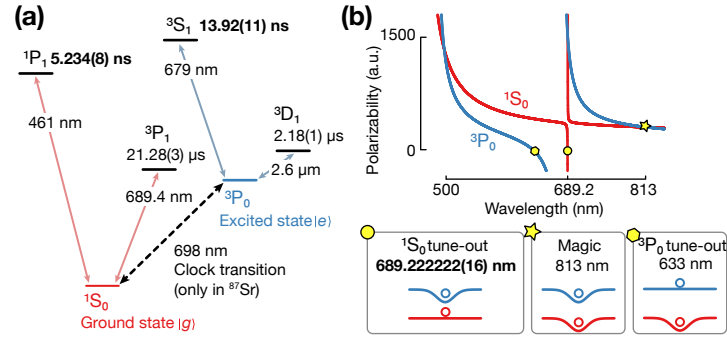 (a)
³S₁ 13.92(11) ns
¹P₁ 5.234(8) ns
679 nm
461 nm
³P₁
21.28(3) μs
689.4 nm
³D₁
2.18(1) μs
2.6 μm
³P₀
Excited state |e⟩
698 nm
Clock transition
(only in ⁸⁷Sr)
¹S₀
Ground state |g⟩
(b)
Polarizability (a.u.)
1500
0
¹S₀
³P₀
500
689.2
813
Wavelength (nm)
¹S₀ tune-out
689.222222(16) nm
Magic
813 nm
³P₀ tune-out
633 nm